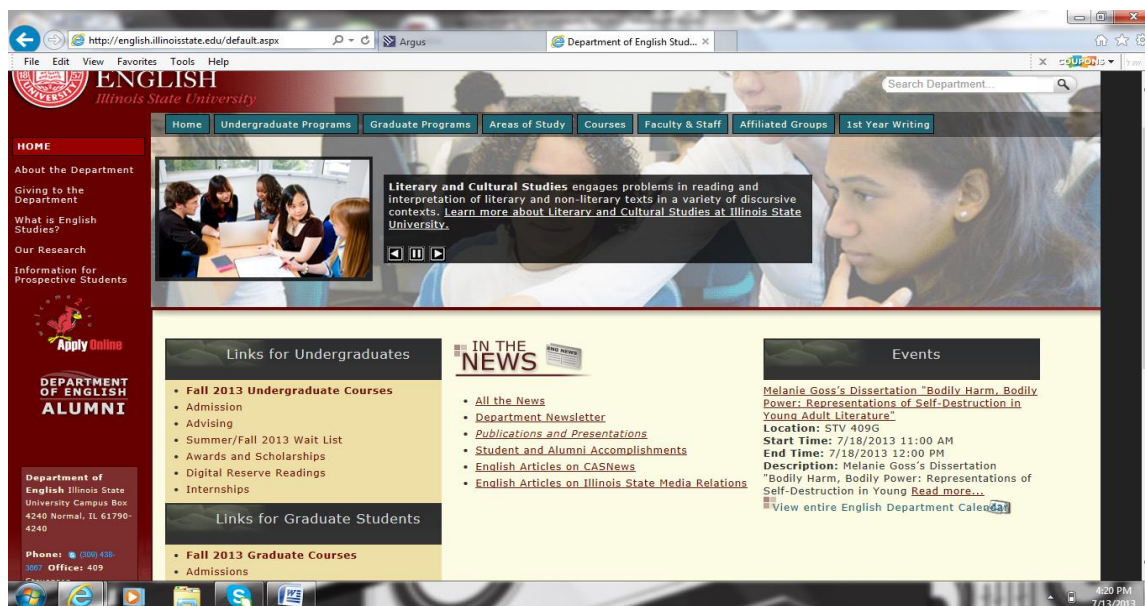 http://english.illinoisstate.edu/default.aspx
Argus
Department of English Stud...
File Edit View Favorites Tools Help
COUPONS
ENGLISH
Illinois State University
Search Department...
Home Undergraduate Programs Graduate Programs Areas of Study Courses Faculty & Staff Affiliated Groups 1st Year Writing
HOME
About the Department
Giving to the
Department
What is English
Studies?
Our Research
Information for
Prospective Students
Apply Online
DEPARTMENT
OF ENGLISH
ALUMNI
Department of
English Illinois State
University Campus Box
4240 Normal, IL 61790-
4240
Phone: (309) 438-
3667 Office: 409
Literary and Cultural Studies engages problems in reading and
interpretation of literary and non-literary texts in a variety of discursive
contexts. Learn more about Literary and Cultural Studies at Illinois State
University.
Links for Undergraduates
• Fall 2013 Undergraduate Courses
• Admission
• Advising
• Summer/Fall 2013 Wait List
• Awards and Scholarships
• Digital Reserve Readings
• Internships
Links for Graduate Students
• Fall 2013 Graduate Courses
• Admissions
IN THE
NEWS
ENG NEWS
• All the News
• Department Newsletter
• Publications and Presentations
• Student and Alumni Accomplishments
• English Articles on CASNews
• English Articles on Illinois State Media Relations
Events
Melanie Goss's Dissertation "Bodily Harm, Bodily
Power: Representations of Self-Destruction in
Young Adult Literature"
Location: STV 409G
Start Time: 7/18/2013 11:00 AM
End Time: 7/18/2013 12:00 PM
Description: Melanie Goss's Dissertation
"Bodily Harm, Bodily Power: Representations of
Self-Destruction in Young Read more...
View entire English Department Calendar
4:20 PM
7/13/2013